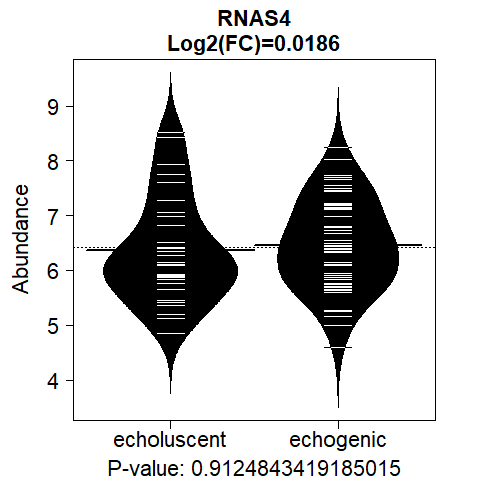 RNAS4
Log2(FC)=0.0186
Abundance
9
8
7
6
5
4
echoluscent echogenic
P-value: 0.9124843419185015